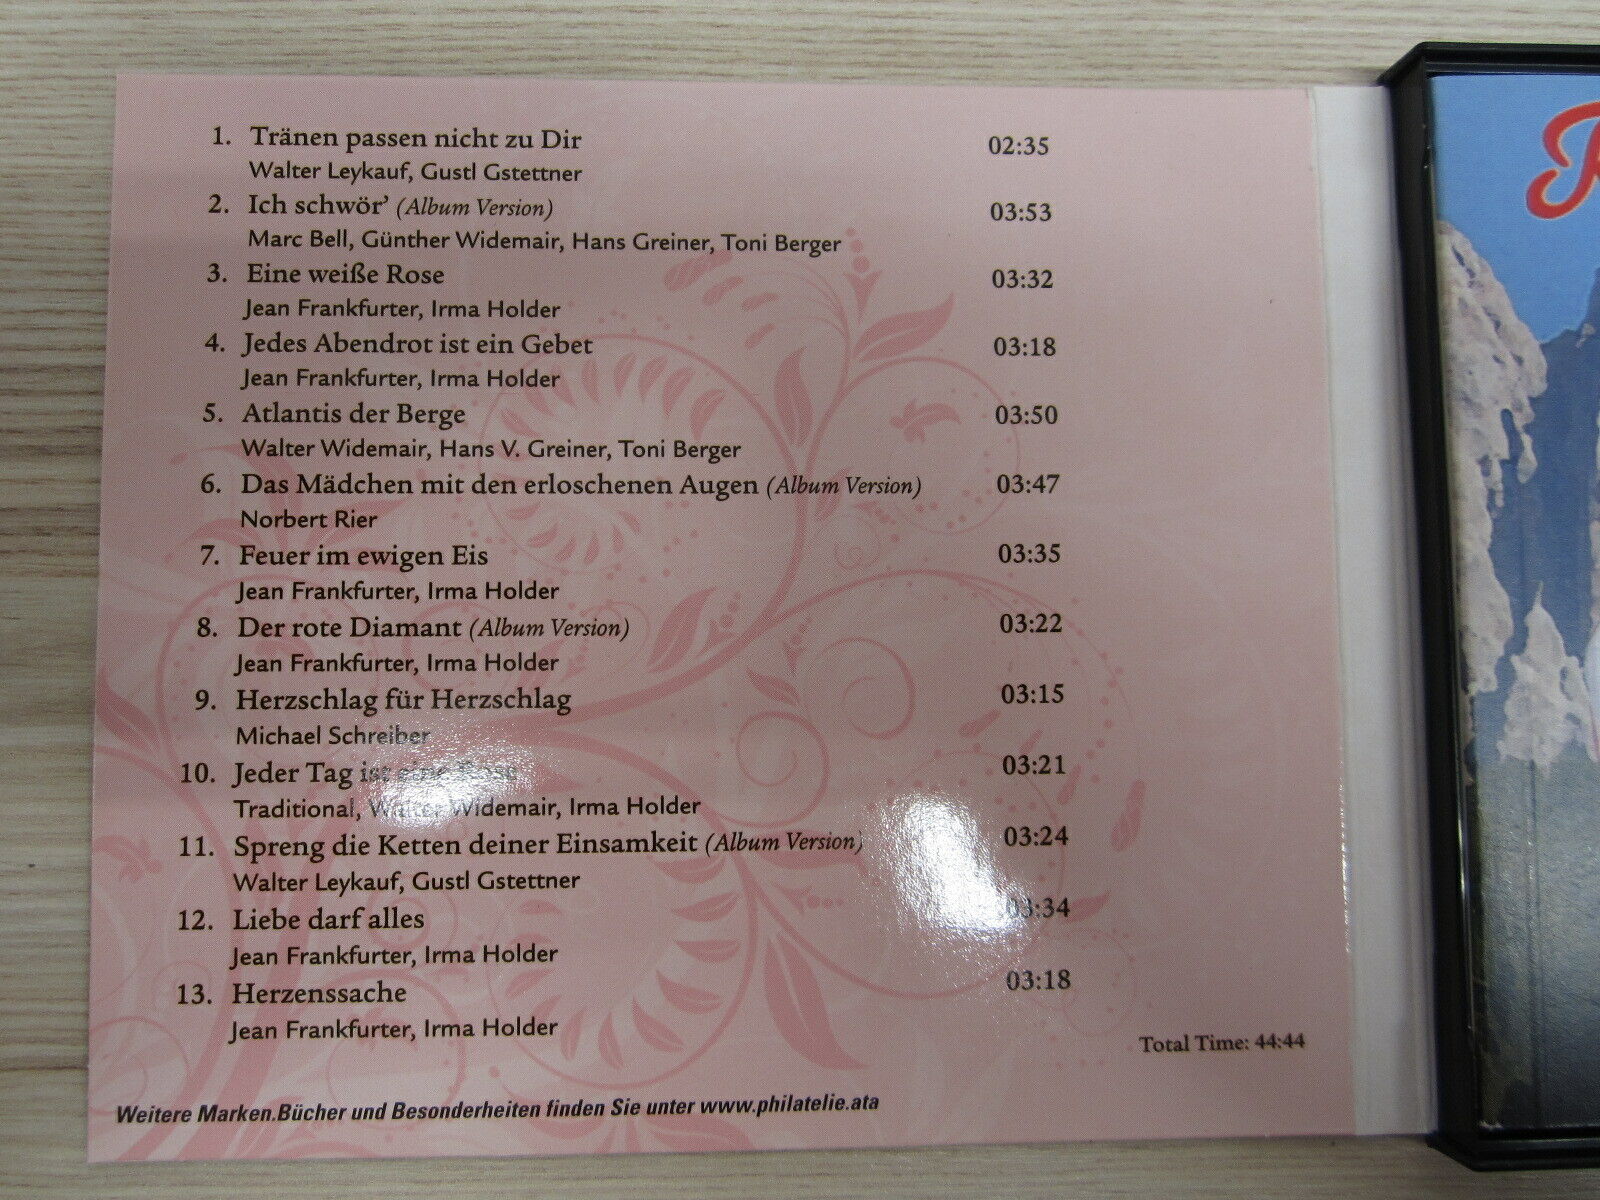 1. Tränen passen nicht zu Dir 02:35
Walter Leykauf, Gustl Gstettner
2. Ich schwör’ (Album Version) 03:53
Marc Bell, Günther Widemair, Hans Greiner, Toni Berger
3. Eine weiße Rose 03:32
Jean Frankfurter, Irma Holder
4. Jedes Abendrot ist ein Gebet 03:18
Jean Frankfurter, Irma Holder
5. Atlantis der Berge 03:50
Walter Widemair, Hans V. Greiner, Toni Berger
6. Das Mädchen mit den erloschenen Augen (Album Version) 03:47
Norbert Rier
7. Feuer im ewigen Eis 03:35
Jean Frankfurter, Irma Holder
8. Der rote Diamant (Album Version) 03:22
Jean Frankfurter, Irma Holder
9. Herzschlag für Herzschlag 03:15
Michael Schreiber
10. Jeder Tag ist eine Rose 03:21
Traditional, Walter Widemair, Irma Holder
11. Spreng die Ketten deiner Einsamkeit (Album Version) 03:24
Walter Leykauf, Gustl Gstettner
12. Liebe darf alles 03:34
Jean Frankfurter, Irma Holder
13. Herzenssache 03:18
Jean Frankfurter, Irma Holder
Total Time: 44:44
Weitere Marken.Bücher und Besonderheiten finden Sie unter www.philatelie.ata